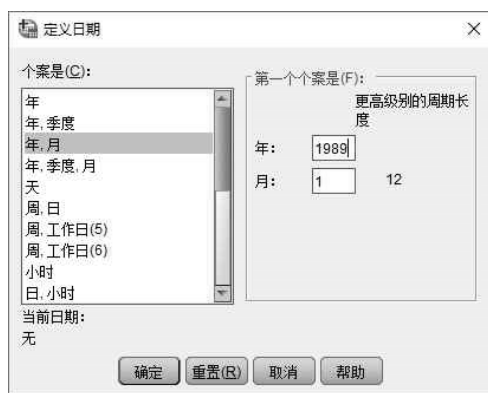 定义日期
个案是(C):
年
年, 季度
年, 月
年, 季度, 月
天
周, 日
周, 工作日(5)
周, 工作日(6)
小时
日, 小时
当前日期:
无
第一个个案是(F):
更高级别的周期长
度
年: 1989
月: 1 12
确定 重置(R) 取消 帮助